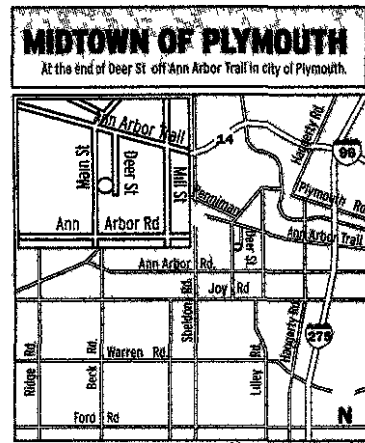 MIDTOWN OF PLYMOUTH
At the end of Deer St off Ann Arbor Trail in city of Plymouth.
Ann Arbor Trail
Main St
Deer St
Mill St
Ann Arbor Rd
14
Haggerty Rd
96
Plymouth Rd
Penniman
Ann Arbor Trail
Deer St
Ann Arbor Rd.
Joy Rd
Sheldon Rd
Haggerty Rd.
275
Ridge Rd
Beck Rd.
Warren Rd.
Lilley Rd.
Ford Rd
N